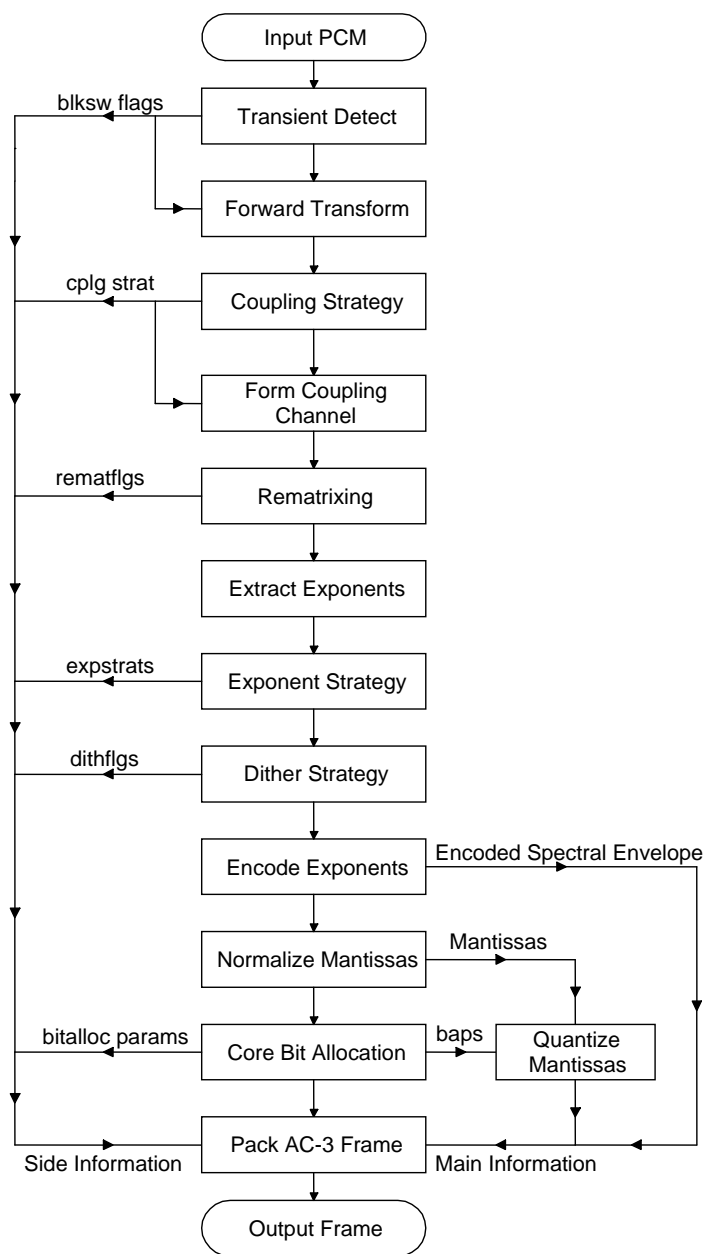 Input PCM
blksw flags
Transient Detect
Forward Transform
cplg strat
Coupling Strategy
Form Coupling
Channel
rematflgs
Rematrixing
Extract Exponents
expstrats
Exponent Strategy
dithflgs
Dither Strategy
Encode Exponents
Encoded Spectral Envelope
Normalize Mantissas
Mantissas
bitalloc params
Core Bit Allocation
baps
Quantize
Mantissas
Pack AC-3 Frame
Side Information
Main Information
Output Frame